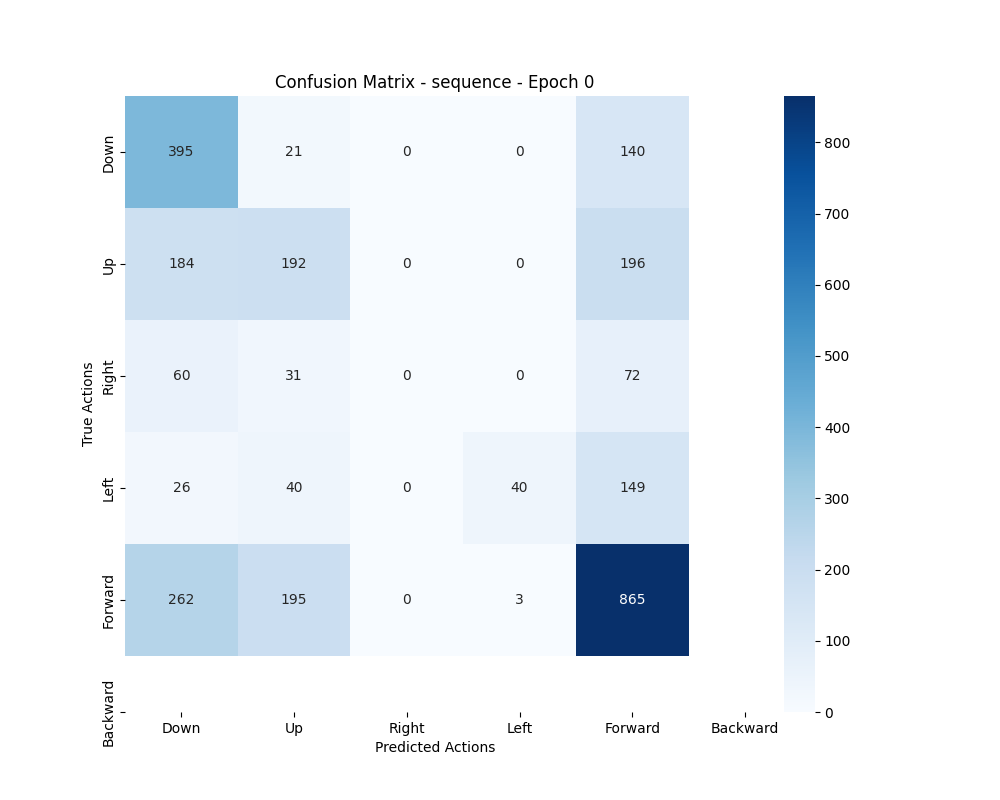 Confusion Matrix - sequence - Epoch 0
True Actions
Down 395 21 0 0 140
Up 184 192 0 0 196
Right 60 31 0 0 72
Left 26 40 0 40 149
Forward 262 195 0 3 865
Backward
Down Up Right Left Forward Backward
Predicted Actions
800
700
600
500
400
300
200
100
0